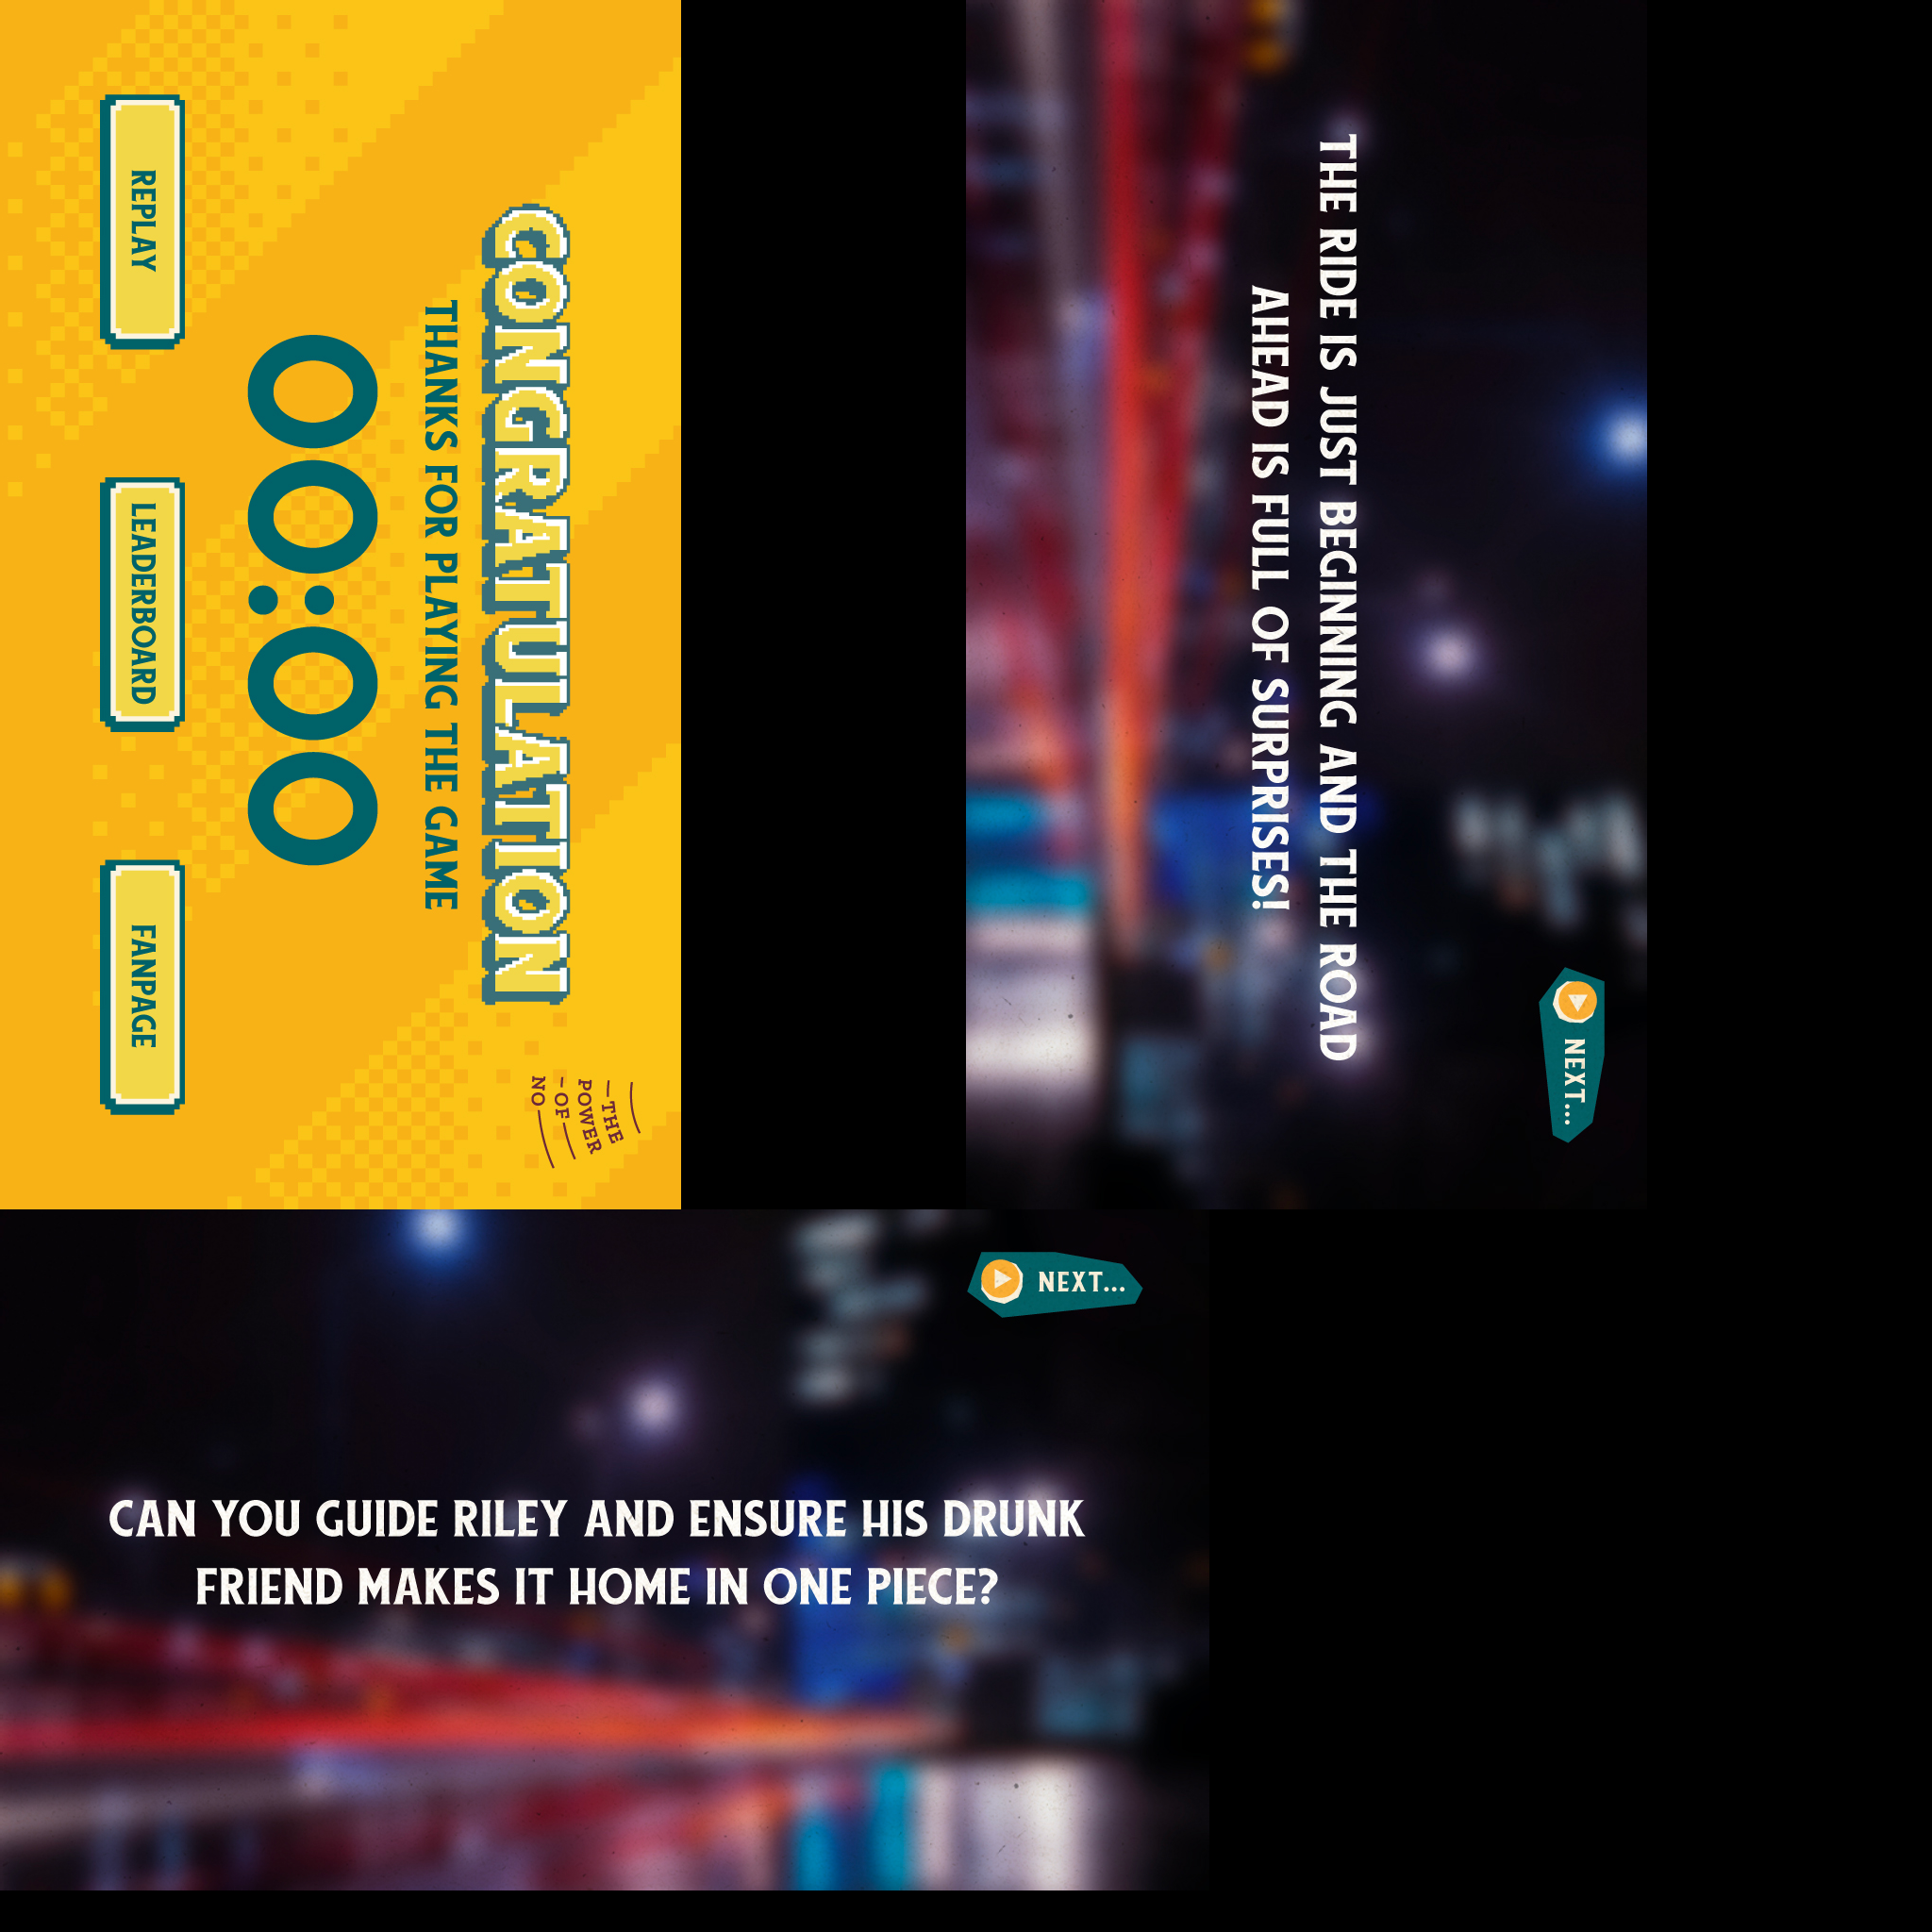 CONGRATULATION
THANKS FOR PLAYING THE GAME
00:00
REPLAY
LEADERBOARD
FANPAGE
THE
POWER
OF
NO
NEXT...
THE RIDE IS JUST BEGINNING AND THE ROAD
AHEAD IS FULL OF SURPRISES!
NEXT...
CAN YOU GUIDE RILEY AND ENSURE HIS DRUNK
FRIEND MAKES IT HOME IN ONE PIECE?